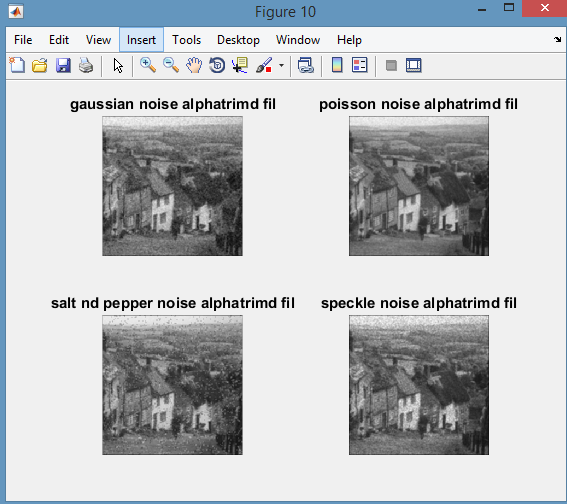 Figure 10
File Edit View Insert Tools Desktop Window Help
gaussian noise alphatrimd fil
poisson noise alphatrimd fil
salt nd pepper noise alphatrimd fil
speckle noise alphatrimd fil